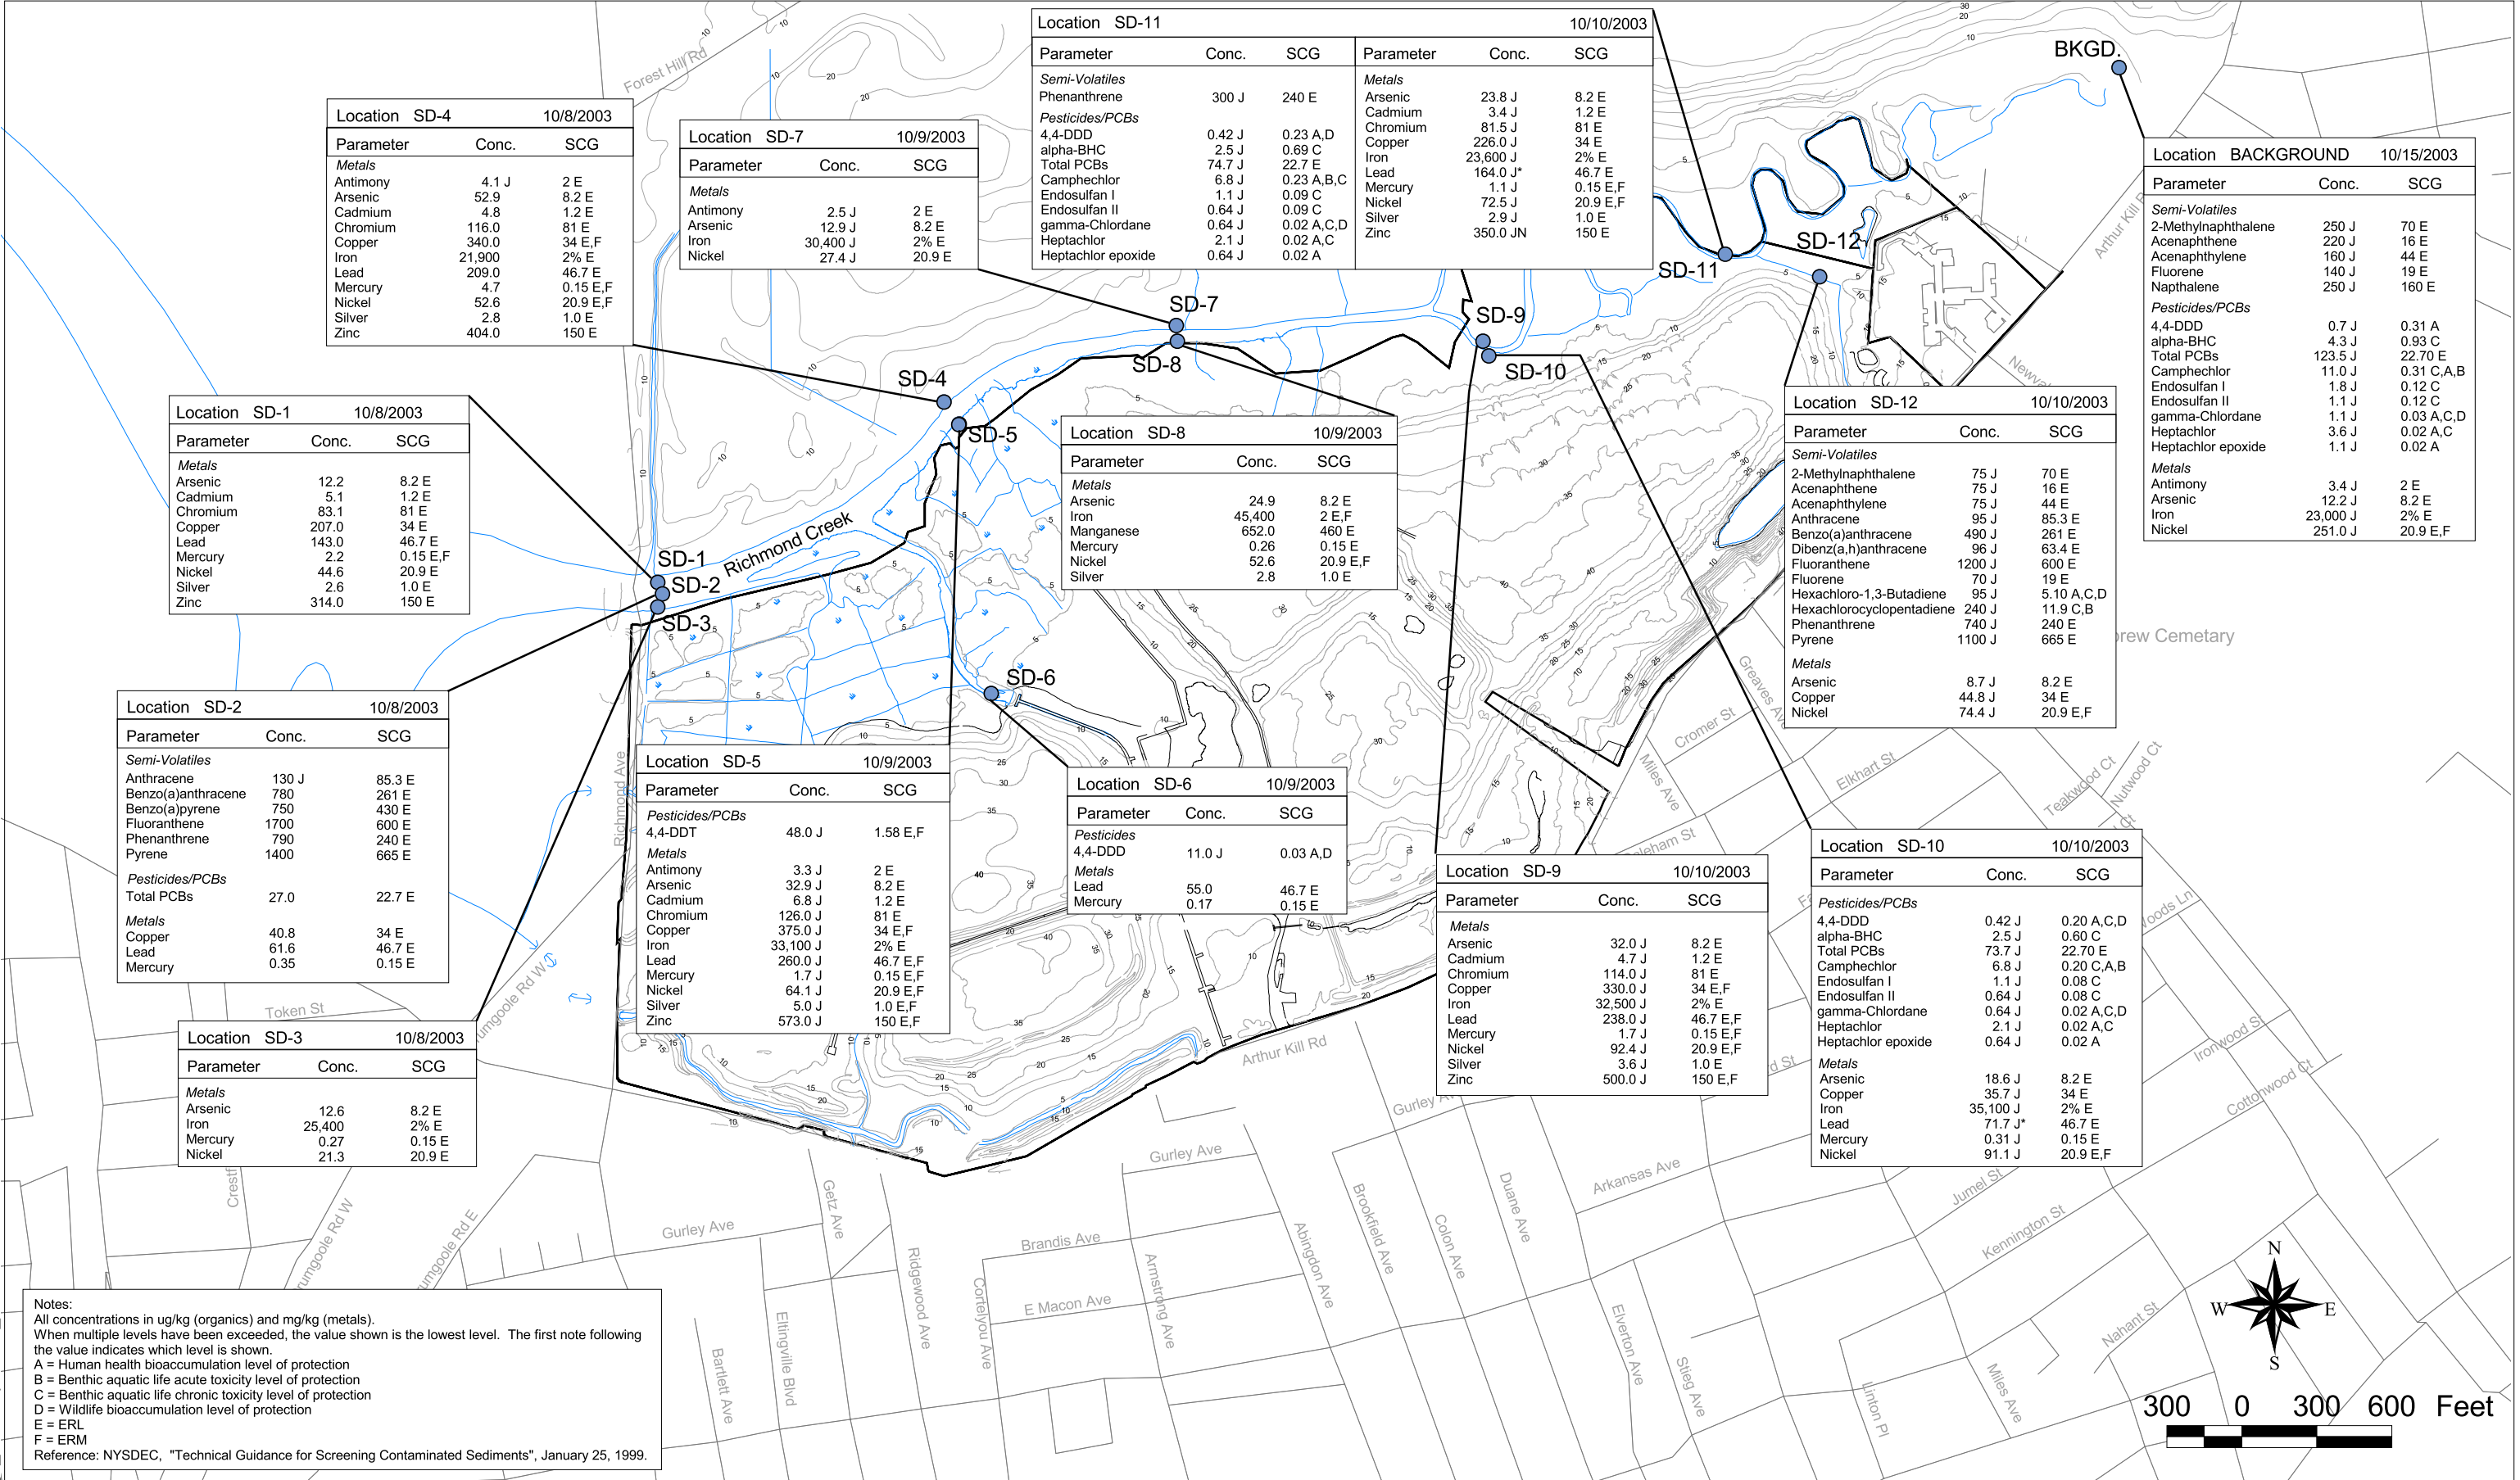 Location SD-11 10/10/2003
Parameter Conc. SCG
Semi-Volatiles
Phenanthrene 300 J 240 E
Pesticides/PCBs
4,4-DDD 0.42 J 0.23 A,D
alpha-BHC 2.5 J 0.69 C
Total PCBs 74.7 J 22.7 E
Camphechlor 6.8 J 0.23 A,B,C
Endosulfan I 1.1 J 0.09 C
Endosulfan II 0.64 J 0.09 C
gamma-Chlordane 0.64 J 0.02 A,C,D
Heptachlor 2.1 J 0.02 A,C
Heptachlor epoxide 0.64 J 0.02 A
Parameter Conc. SCG
Metals
Arsenic 23.8 J 8.2 E
Cadmium 3.4 J 1.2 E
Chromium 81.5 J 81 E
Copper 226.0 J 34 E
Iron 23,600 J 2% E
Lead 164.0 J* 46.7 E
Mercury 1.1 J 0.15 E,F
Nickel 72.5 J 20.9 E,F
Silver 2.9 J 1.0 E
Zinc 350.0 JN 150 E
BKGD.
Forest Hill Rd
Location SD-4 10/8/2003
Parameter Conc. SCG
Metals
Antimony 4.1 J 2 E
Arsenic 52.9 8.2 E
Cadmium 4.8 1.2 E
Chromium 116.0 81 E
Copper 340.0 34 E,F
Iron 21,900 2% E
Lead 209.0 46.7 E
Mercury 4.7 0.15 E,F
Nickel 52.6 20.9 E,F
Silver 2.8 1.0 E
Zinc 404.0 150 E
Location SD-7 10/9/2003
Parameter Conc. SCG
Metals
Antimony 2.5 J 2 E
Arsenic 12.9 J 8.2 E
Iron 30,400 J 2% E
Nickel 27.4 J 20.9 E
Location BACKGROUND 10/15/2003
Parameter Conc. SCG
Semi-Volatiles
2-Methylnaphthalene 250 J 70 E
Acenaphthene 220 J 16 E
Acenaphthylene 160 J 44 E
Fluorene 140 J 19 E
Napthalene 250 J 160 E
Pesticides/PCBs
4,4-DDD 0.7 J 0.31 A
alpha-BHC 4.3 J 0.93 C
Total PCBs 123.5 J 22.70 E
Camphechlor 11.0 J 0.31 C,A,B
Endosulfan I 1.8 J 0.12 C
Endosulfan II 1.1 J 0.12 C
gamma-Chlordane 1.1 J 0.03 A,C,D
Heptachlor 3.6 J 0.02 A,C
Heptachlor epoxide 1.1 J 0.02 A
Metals
Antimony 3.4 J 2 E
Arsenic 12.2 J 8.2 E
Iron 23,000 J 2% E
Nickel 251.0 J 20.9 E,F
Arthur Kill
SD-12
SD-11
SD-7
SD-9
SD-8
SD-10
SD-4
SD-5
Location SD-1 10/8/2003
Parameter Conc. SCG
Metals
Arsenic 12.2 8.2 E
Cadmium 5.1 1.2 E
Chromium 83.1 81 E
Copper 207.0 34 E
Lead 143.0 46.7 E
Mercury 2.2 0.15 E,F
Nickel 44.6 20.9 E
Silver 2.6 1.0 E
Zinc 314.0 150 E
Location SD-8 10/9/2003
Parameter Conc. SCG
Metals
Arsenic 24.9 8.2 E
Iron 45,400 2 E,F
Manganese 652.0 460 E
Mercury 0.26 0.15 E
Nickel 52.6 20.9 E,F
Silver 2.8 1.0 E
Location SD-12 10/10/2003
Parameter Conc. SCG
Semi-Volatiles
2-Methylnaphthalene 75 J 70 E
Acenaphthene 75 J 16 E
Acenaphthylene 75 J 44 E
Anthracene 95 J 85.3 E
Benzo(a)anthracene 490 J 261 E
Dibenz(a,h)anthracene 96 J 63.4 E
Fluoranthene 1200 J 600 E
Fluorene 70 J 19 E
Hexachloro-1,3-Butadiene 95 J 5.10 A,C,D
Hexachlorocyclopentadiene 240 J 11.9 C,B
Phenanthrene 740 J 240 E
Pyrene 1100 J 665 E
Metals
Arsenic 8.7 J 8.2 E
Copper 44.8 J 34 E
Nickel 74.4 J 20.9 E,F
Richmond Creek
SD-1
SD-2
SD-3
SD-6
Cemetary
Location SD-2 10/8/2003
Parameter Conc. SCG
Semi-Volatiles
Anthracene 130 J 85.3 E
Benzo(a)anthracene 780 261 E
Benzo(a)pyrene 750 430 E
Fluoranthene 1700 600 E
Phenanthrene 790 240 E
Pyrene 1400 665 E
Pesticides/PCBs
Total PCBs 27.0 22.7 E
Metals
Copper 40.8 34 E
Lead 61.6 46.7 E
Mercury 0.35 0.15 E
Richmond Ave
Location SD-5 10/9/2003
Parameter Conc. SCG
Pesticides/PCBs
4,4-DDT 48.0 J 1.58 E,F
Metals
Antimony 3.3 J 2 E
Arsenic 32.9 J 8.2 E
Cadmium 6.8 J 1.2 E
Chromium 126.0 J 81 E
Copper 375.0 J 34 E,F
Iron 33,100 J 2% E
Lead 260.0 J 46.7 E,F
Mercury 1.7 J 0.15 E,F
Nickel 64.1 J 20.9 E,F
Silver 5.0 J 1.0 E,F
Zinc 573.0 J 150 E,F
Location SD-6 10/9/2003
Parameter Conc. SCG
Pesticides
4,4-DDD 11.0 J 0.03 A,D
Metals
Lead 55.0 46.7 E
Mercury 0.17 0.15 E
Location SD-9 10/10/2003
Parameter Conc. SCG
Metals
Arsenic 32.0 J 8.2 E
Cadmium 4.7 J 1.2 E
Chromium 114.0 J 81 E
Copper 330.0 J 34 E,F
Iron 32,500 J 2% E
Lead 238.0 J 46.7 E,F
Mercury 1.7 J 0.15 E,F
Nickel 92.4 J 20.9 E,F
Silver 3.6 J 1.0 E
Zinc 500.0 J 150 E,F
Location SD-10 10/10/2003
Parameter Conc. SCG
Pesticides/PCBs
4,4-DDD 0.42 J 0.20 A,C,D
alpha-BHC 2.5 J 0.60 C
Total PCBs 73.7 J 22.70 E
Camphechlor 6.8 J 0.20 C,A,B
Endosulfan I 1.1 J 0.08 C
Endosulfan II 0.64 J 0.08 C
gamma-Chlordane 0.64 J 0.02 A,C,D
Heptachlor 2.1 J 0.02 A,C
Heptachlor epoxide 0.64 J 0.02 A
Metals
Arsenic 18.6 J 8.2 E
Copper 35.7 J 34 E
Iron 35,100 J 2% E
Lead 71.7 J* 46.7 E
Mercury 0.31 J 0.15 E
Nickel 91.1 J 20.9 E,F
Cromer St
Greaves
Miles Ave
Elkhart St
Teakwood Ct
Nutwood Ct
Ironwood St
Cottonwood Ct
Token St
Location SD-3 10/8/2003
Parameter Conc. SCG
Metals
Arsenic 12.6 8.2 E
Iron 25,400 2% E
Mercury 0.27 0.15 E
Nickel 21.3 20.9 E
Arthur Kill Rd
Gurley
Gurley Ave
Arkansas Ave
Jumel St
Kennington St
Nahant St
Gurley Ave
Getz Ave
Ridgewood Ave
Brandis Ave
E Macon Ave
Cortelyou Ave
Armstrong Ave
Abingdon Ave
Brookfield Ave
Colon Ave
Duane Ave
Elverton Ave
Stieg Ave
Linton Pl
Miles Ave
Eltingville Blvd
Bartlett Ave
Notes:
All concentrations in ug/kg (organics) and mg/kg (metals).
When multiple levels have been exceeded, the value shown is the lowest level. The first note following
the value indicates which level is shown.
A = Human health bioaccumulation level of protection
B = Benthic aquatic life acute toxicity level of protection
C = Benthic aquatic life chronic toxicity level of protection
D = Wildlife bioaccumulation level of protection
E = ERL
F = ERM
Reference: NYSDEC, "Technical Guidance for Screening Contaminated Sediments", January 25, 1999.
N
W E
S
300 0 300 600 Feet